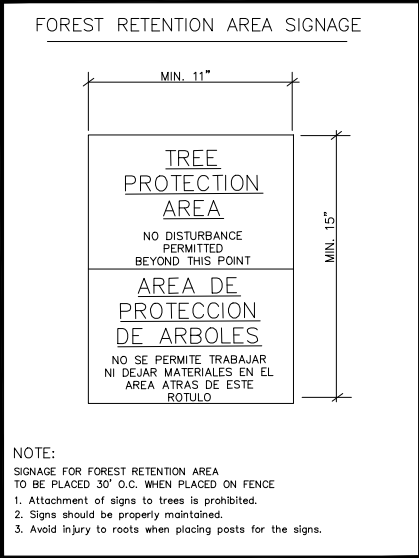 FOREST RETENTION AREA SIGNAGE
MIN. 11"
TREE
PROTECTION
AREA
NO DISTURBANCE
PERMITTED
BEYOND THIS POINT
MIN. 15"
AREA DE
PROTECCION
DE ARBOLES
NO SE PERMITE TRABAJAR
NI DEJAR MATERIALES EN EL
AREA ATRAS DE ESTE
ROTULO
NOTE:
SIGNAGE FOR FOREST RETENTION AREA
TO BE PLACED 30' O.C. WHEN PLACED ON FENCE
1. Attachment of signs to trees is prohibited.
2. Signs should be properly maintained.
3. Avoid injury to roots when placing posts for the signs.